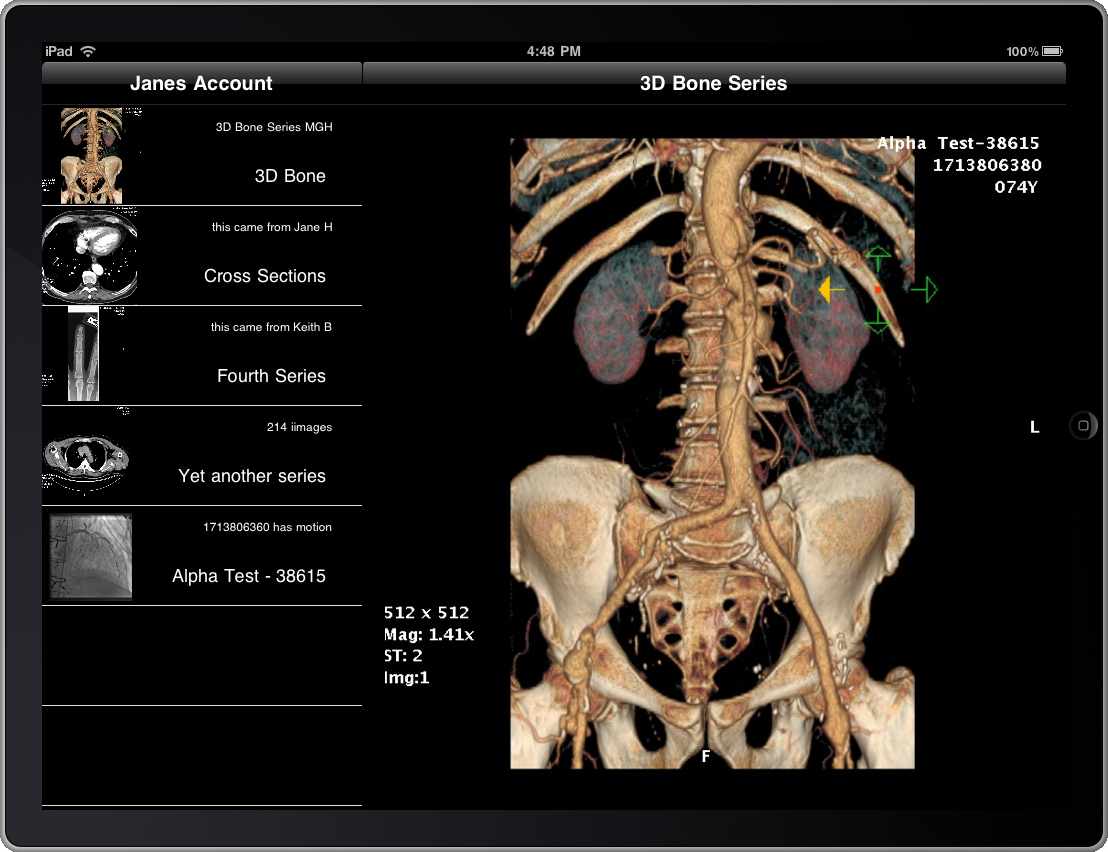 iPad
4:48 PM
100%
Janes Account
3D Bone Series
3D Bone Series MGH
3D Bone
this came from Jane H
Cross Sections
this came from Keith B
Fourth Series
214 iimages
Yet another series
1713806360 has motion
Alpha Test - 38615
Alpha Test-38615
1713806380
074Y
L
512 x 512
Mag: 1.41x
ST: 2
Img:1
F